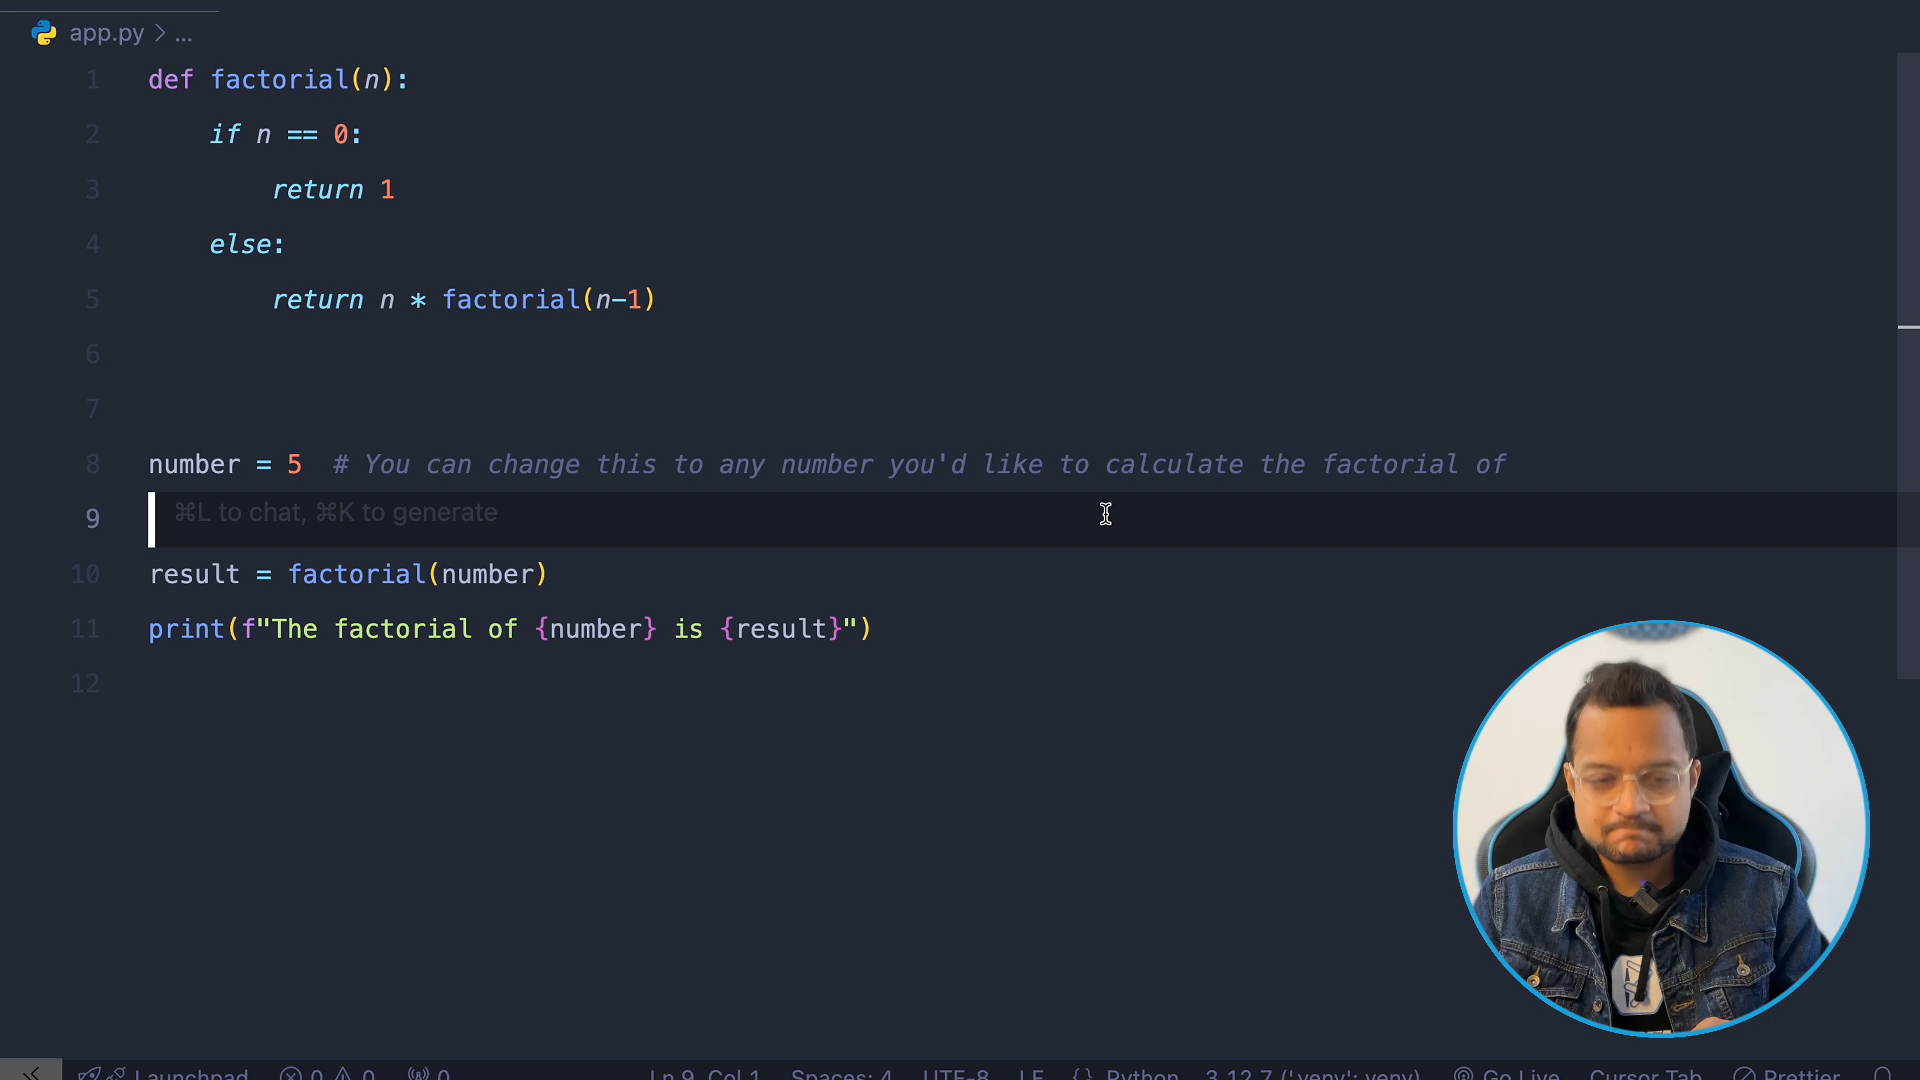 app.py > ...
1 def factorial(n):
2 if n == 0:
3 return 1
4 else:
5 return n * factorial(n-1)
6
7
8 number = 5 # You can change this to any number you'd like to calculate the factorial of
9 ⌘L to chat, ⌘K to generate
10 result = factorial(number)
11 print(f"The factorial of {number} is {result}")
12
Launchpad 0 0 0 Ln 9, Col 1 Spaces: 4 UTF-8 LF {} Python 3.12.7 ('.venv': venv) Go Live Cursor Tab Prettier